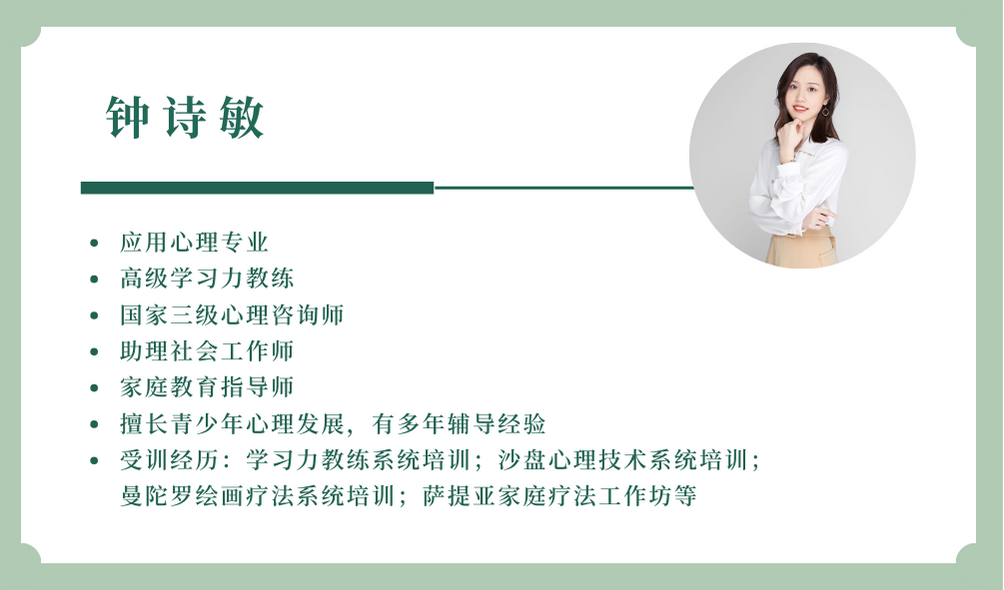 钟诗敏
应用心理专业
高级学习力教练
国家三级心理咨询师
助理社会工作师
家庭教育指导师
擅长青少年心理发展，有多年辅导经验
受训经历：学习力教练系统培训；沙盘心理技术系统培训；
曼陀罗绘画疗法系统培训；萨提亚家庭疗法工作坊等